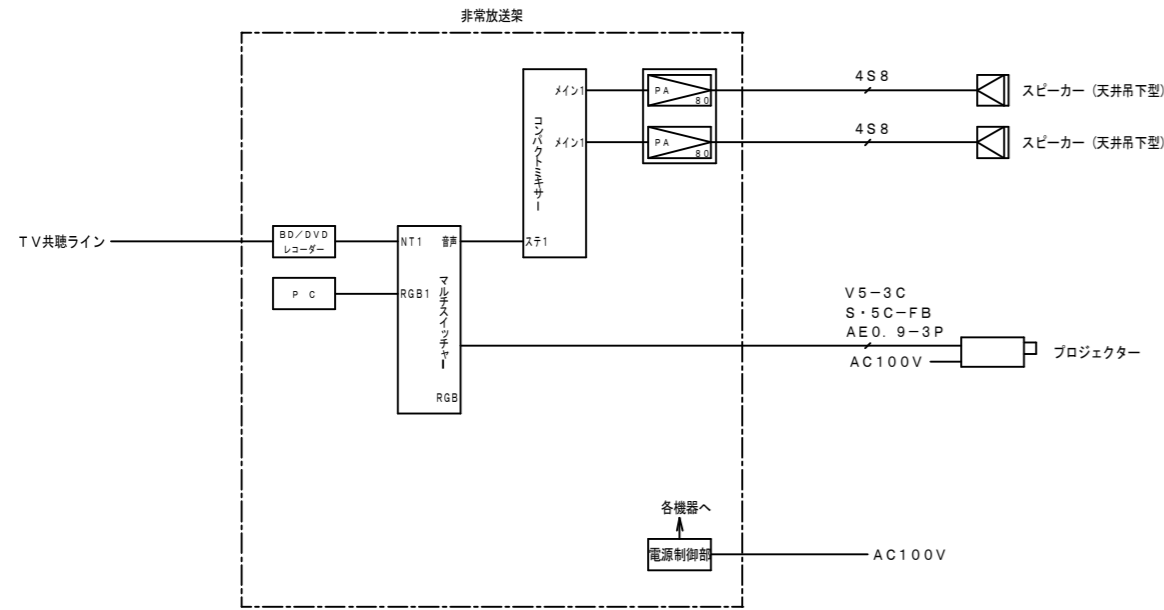 非常放送架
メイン1
PA
80
4S8
スピーカー（天井吊下型）
コンパクトミキサー
メイン1
PA
80
4S8
スピーカー（天井吊下型）
TV共聴ライン
BD／DVD
レコーダー
NT1
音声
ステ1
PC
RGB1
マルチスイッチャー
RGB
V5－3C
S・5C－FB
AE0.9－3P
AC100V
プロジェクター
各機器へ
電源制御部
AC100V